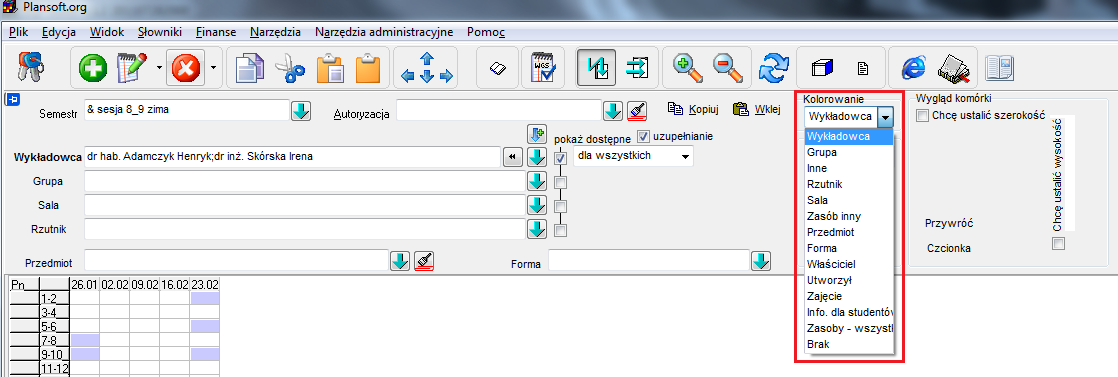 Plansoft.org
Plik Edycja Widok Słowniki Finanse Narzędzia Narzędzia administracyjne Pomoc
WGS
Semestr & sesja 8_9 zima Autoryzacja Kopiuj Wklej
Kolorowanie
Wykładowca
Wygląd komórki
Chcę ustalić szerokość
Chcę ustalić wysokość
Przywróć
Czcionka
pokaż dostępne uzupełnianie
Wykładowca dr hab. Adamczyk Henryk;dr inż. Skórska Irena dla wszystkich
Grupa
Sala
Rzutnik
Przedmiot Forma
Wykładowca
Grupa
Inne
Rzutnik
Sala
Zasób inny
Przedmiot
Forma
Właściciel
Utworzył
Zajęcie
Info. dla studentów
Zasoby - wszystk
Brak
Pn 26.01 02.02 09.02 16.02 23.02
1-2
3-4
5-6
7-8
9-10
11-12